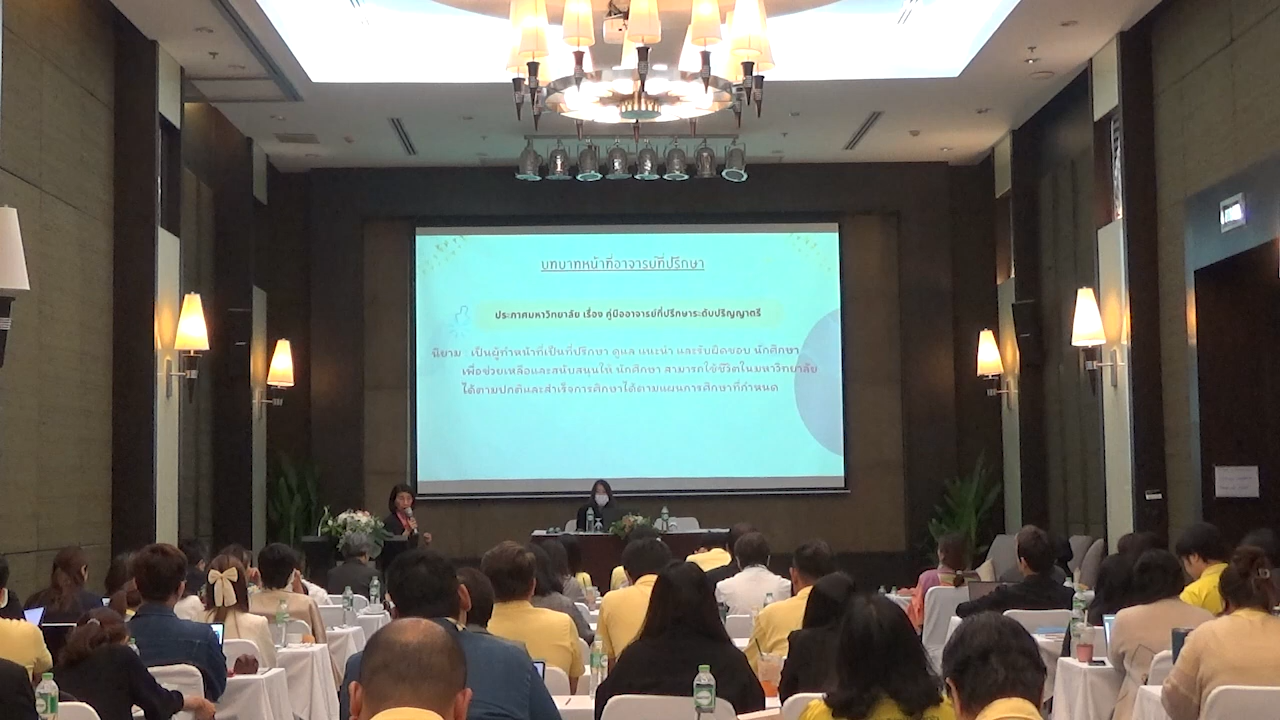 บทบาทหน้าที่อาจารย์ที่ปรึกษา
ประกาศมหาวิทยาลัย เรื่อง คู่มืออาจารย์ที่ปรึกษาระดับปริญญาตรี
นิยาม : เป็นผู้ทำหน้าที่เป็นที่ปรึกษา ดูแล แนะนำ และรับผิดชอบ นักศึกษา
เพื่อช่วยเหลือและสนับสนุนให้ นักศึกษา สามารถใช้ชีวิตในมหาวิทยาลัย
ได้ตามปกติและสำเร็จการศึกษาได้ตามแผนการศึกษาที่กำหนด